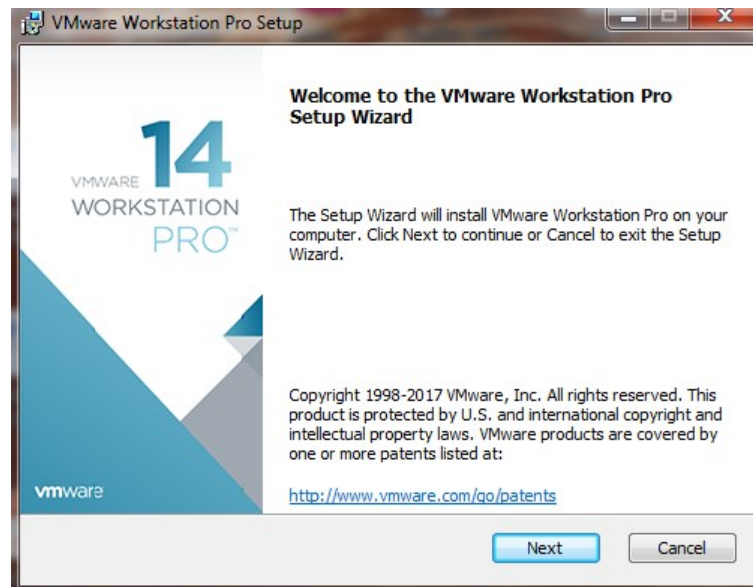 VMware Workstation Pro Setup
X
VMWARE 14
WORKSTATION
PRO™
vmware
Welcome to the VMware Workstation Pro
Setup Wizard
The Setup Wizard will install VMware Workstation Pro on your
computer. Click Next to continue or Cancel to exit the Setup
Wizard.
Copyright 1998-2017 VMware, Inc. All rights reserved. This
product is protected by U.S. and international copyright and
intellectual property laws. VMware products are covered by
one or more patents listed at:
http://www.vmware.com/go/patents
Next
Cancel